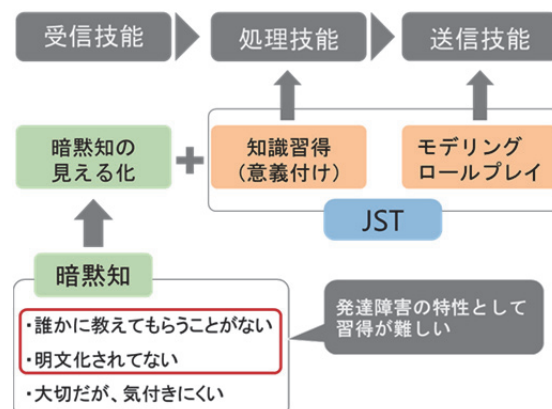 受信技能
処理技能
送信技能
暗黙知の
見える化
+
知識習得
(意義付け)
モデリング
ロールプレイ
JST
暗黙知
・誰かに教えてもらうことがない
・明文化されてない
・大切だが、気付きにくい
発達障害の特性として
習得が難しい